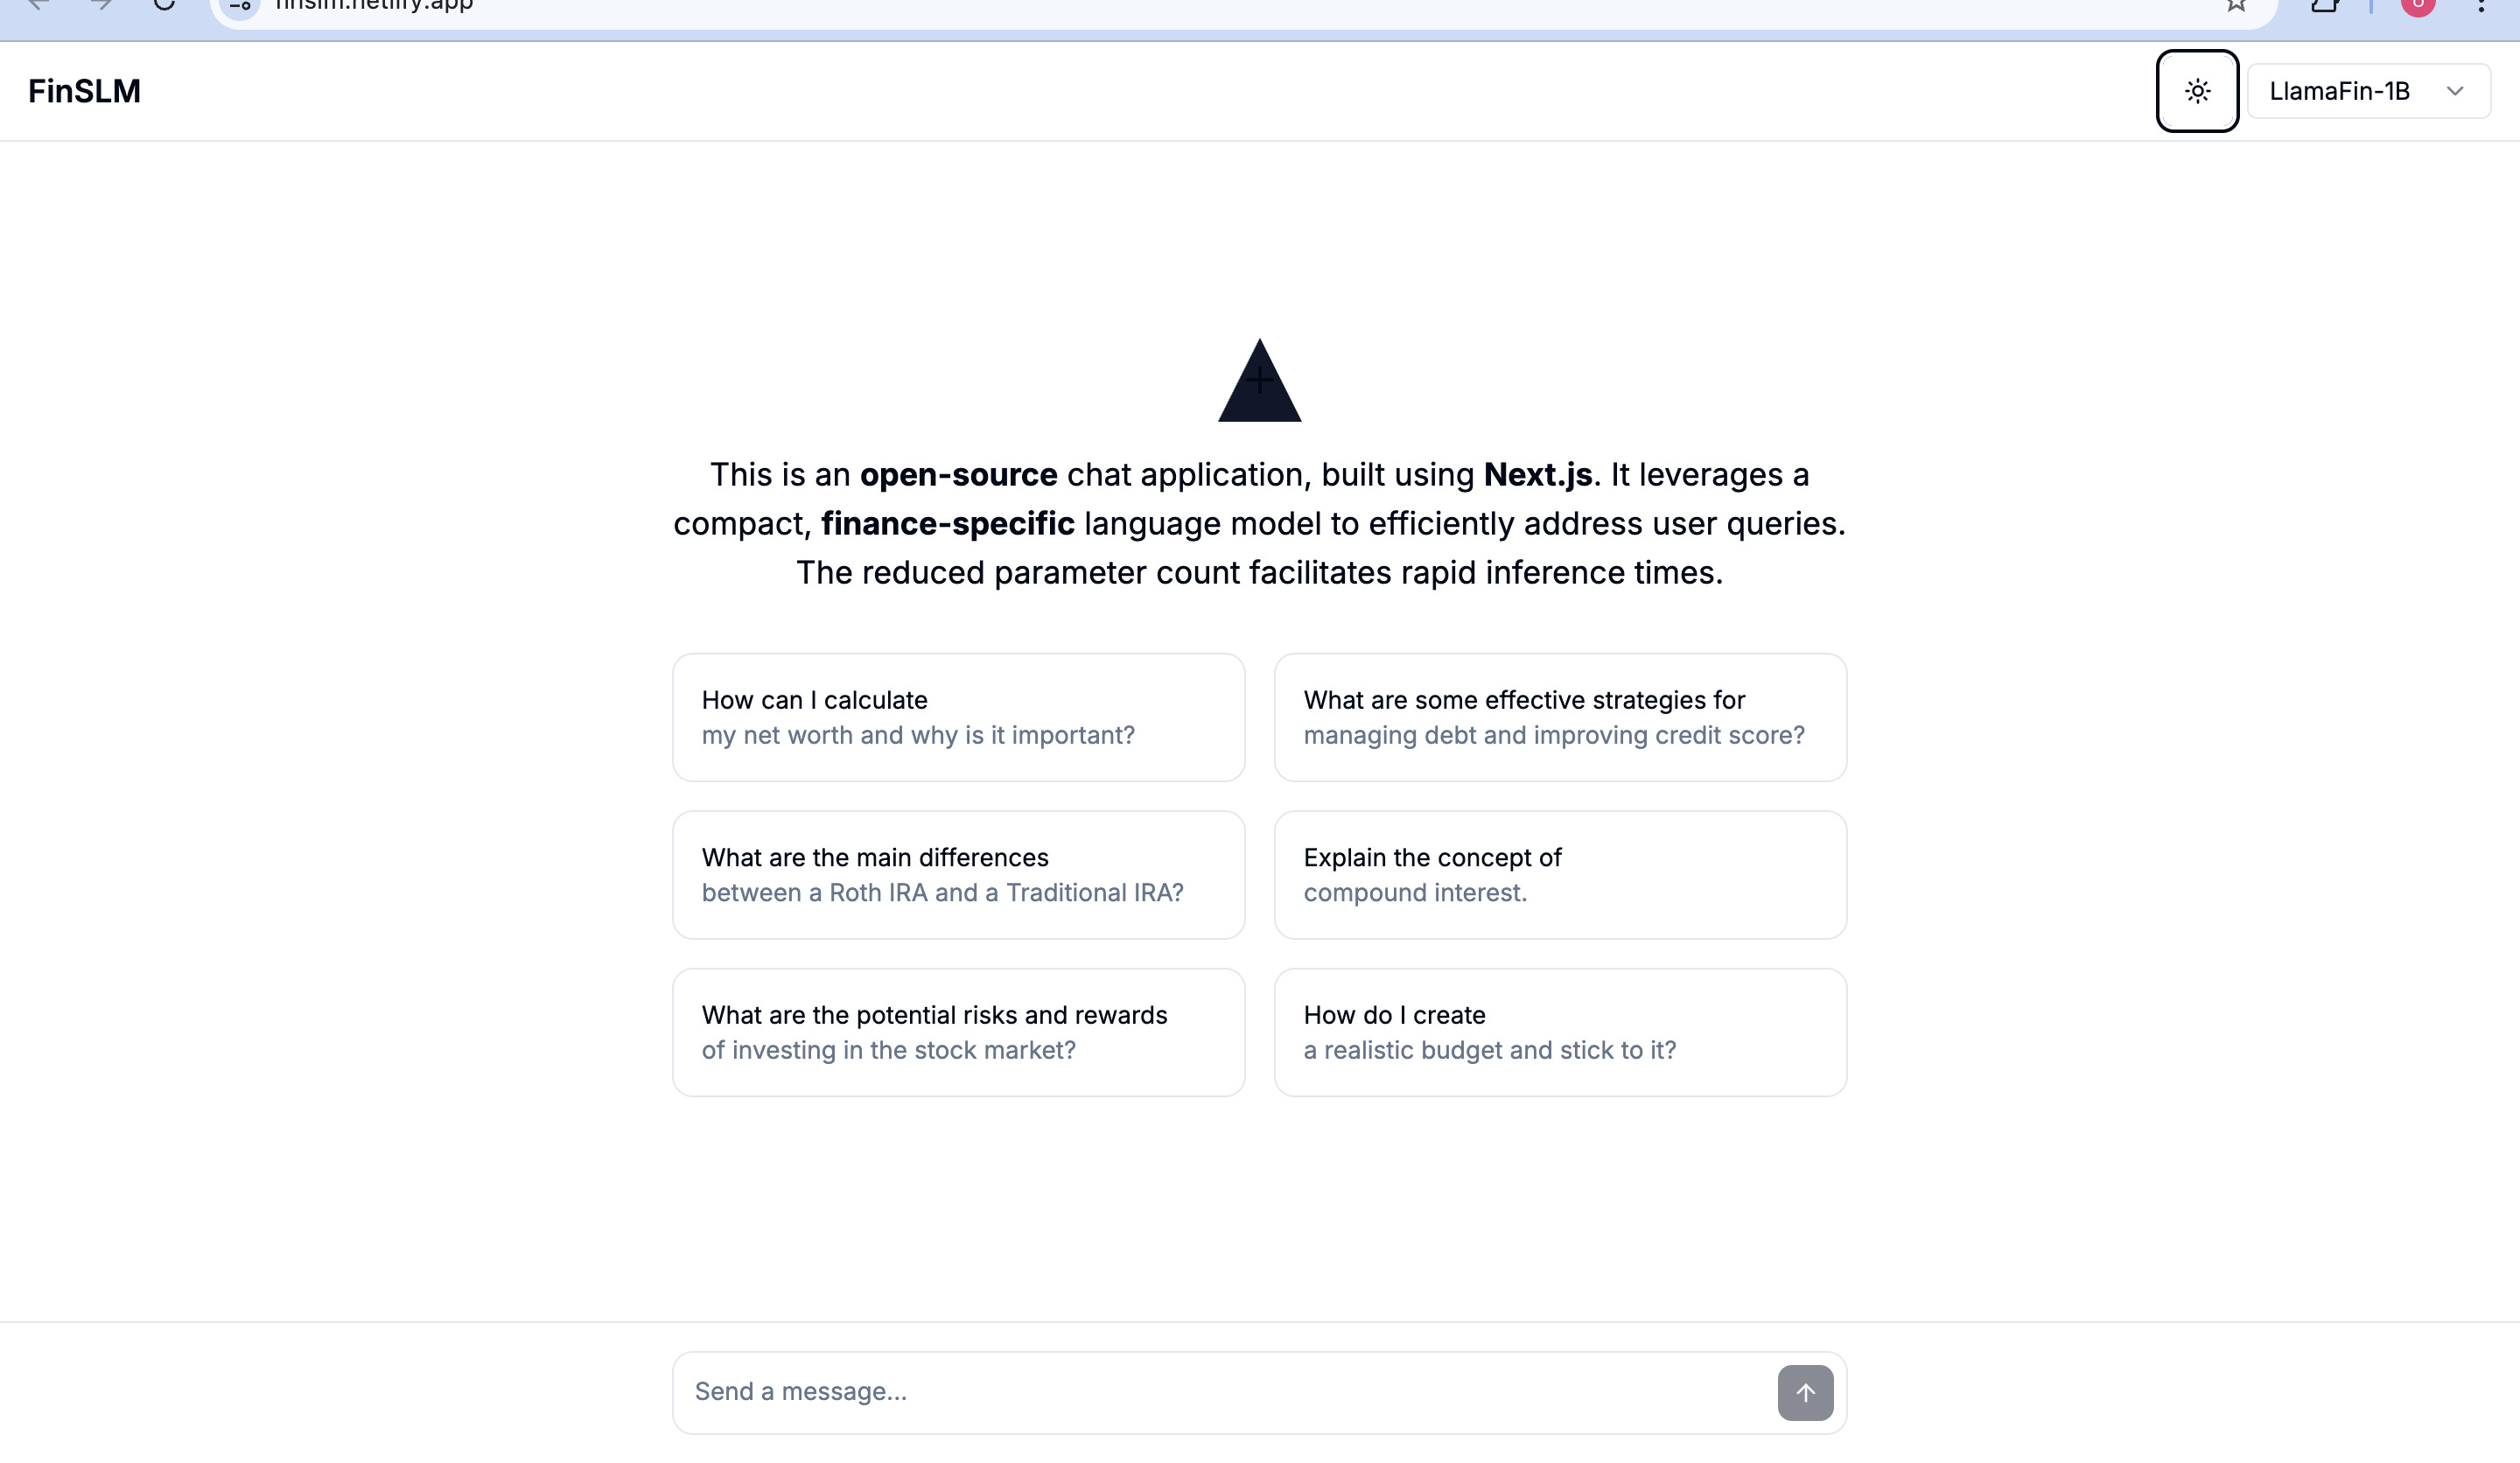 finslm.netlify.app
FinSLM
LlamaFin-1B
This is an open-source chat application, built using Next.js. It leverages a
compact, finance-specific language model to efficiently address user queries.
The reduced parameter count facilitates rapid inference times.
How can I calculate
my net worth and why is it important?
What are some effective strategies for
managing debt and improving credit score?
What are the main differences
between a Roth IRA and a Traditional IRA?
Explain the concept of
compound interest.
What are the potential risks and rewards
of investing in the stock market?
How do I create
a realistic budget and stick to it?
Send a message...